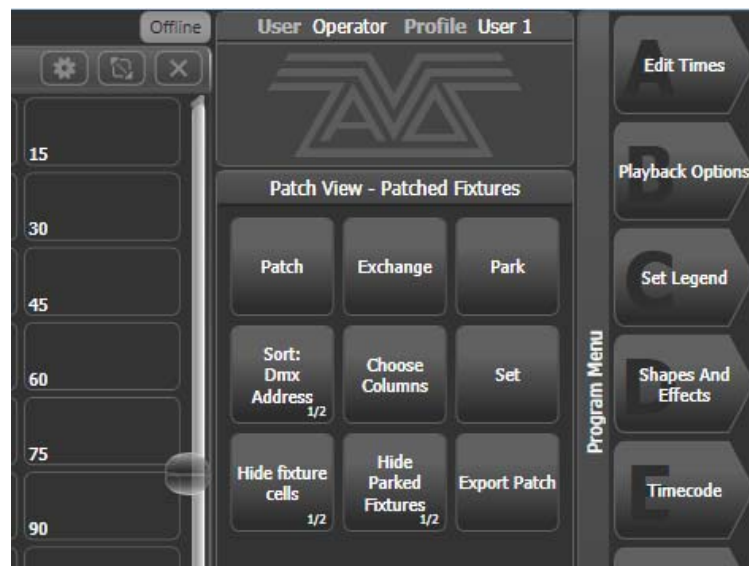 Offline
User Operator Profile User 1
AVO
15
30
45
60
75
90
Patch View - Patched Fixtures
Patch
Exchange
Park
Sort:
Dmx
Address
1/2
Choose
Columns
Set
Hide fixture
cells
1/2
Hide
Parked
Fixtures
1/2
Export Patch
Program Menu
A
Edit Times
B
Playback Options
C
Set Legend
D
Shapes And
Effects
E
Timecode